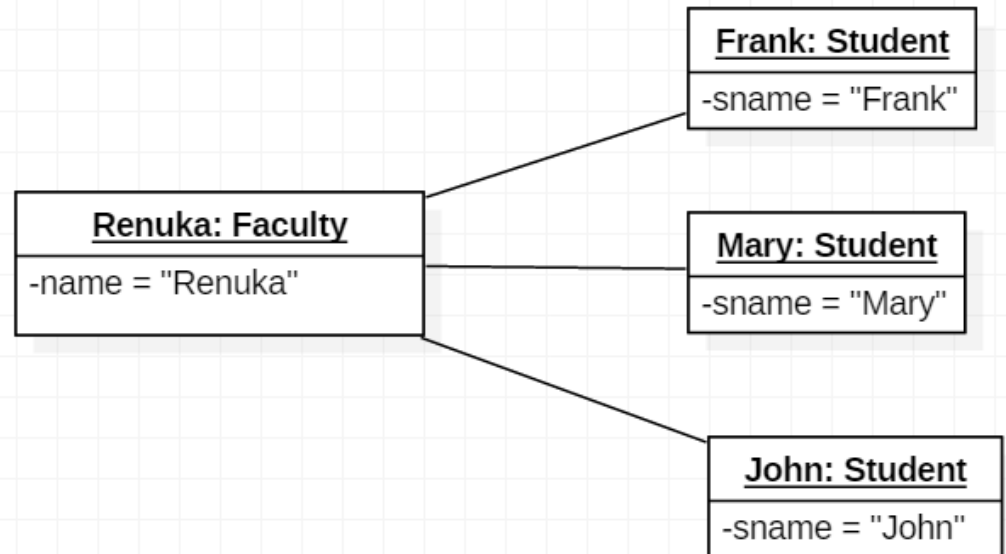 Frank: Student
-sname = "Frank"
Renuka: Faculty
-name = "Renuka"
Mary: Student
-sname = "Mary"
John: Student
-sname = "John"